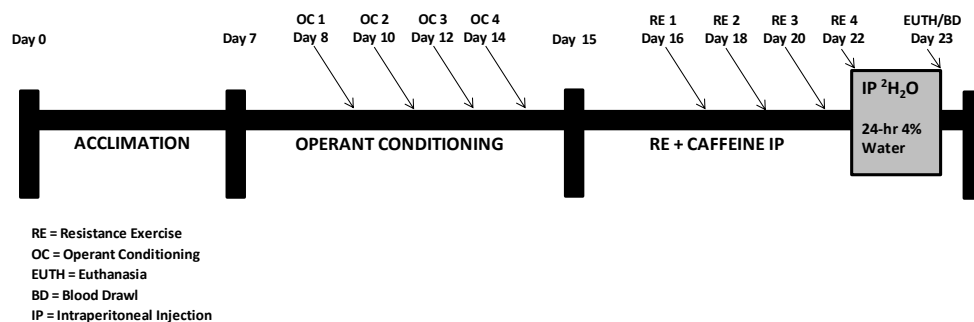 OC 1 OC 2 OC 3 OC 4 RE 1 RE 2 RE 3 RE 4 EUTH/BD
Day 0 Day 7 Day 8 Day 10 Day 12 Day 14 Day 15 Day 16 Day 18 Day 20 Day 22 Day 23
IP ²H₂O
24-hr 4%
Water
ACCLIMATION OPERANT CONDITIONING RE + CAFFEINE IP
RE = Resistance Exercise
OC = Operant Conditioning
EUTH = Euthanasia
BD = Blood Drawl
IP = Intraperitoneal Injection